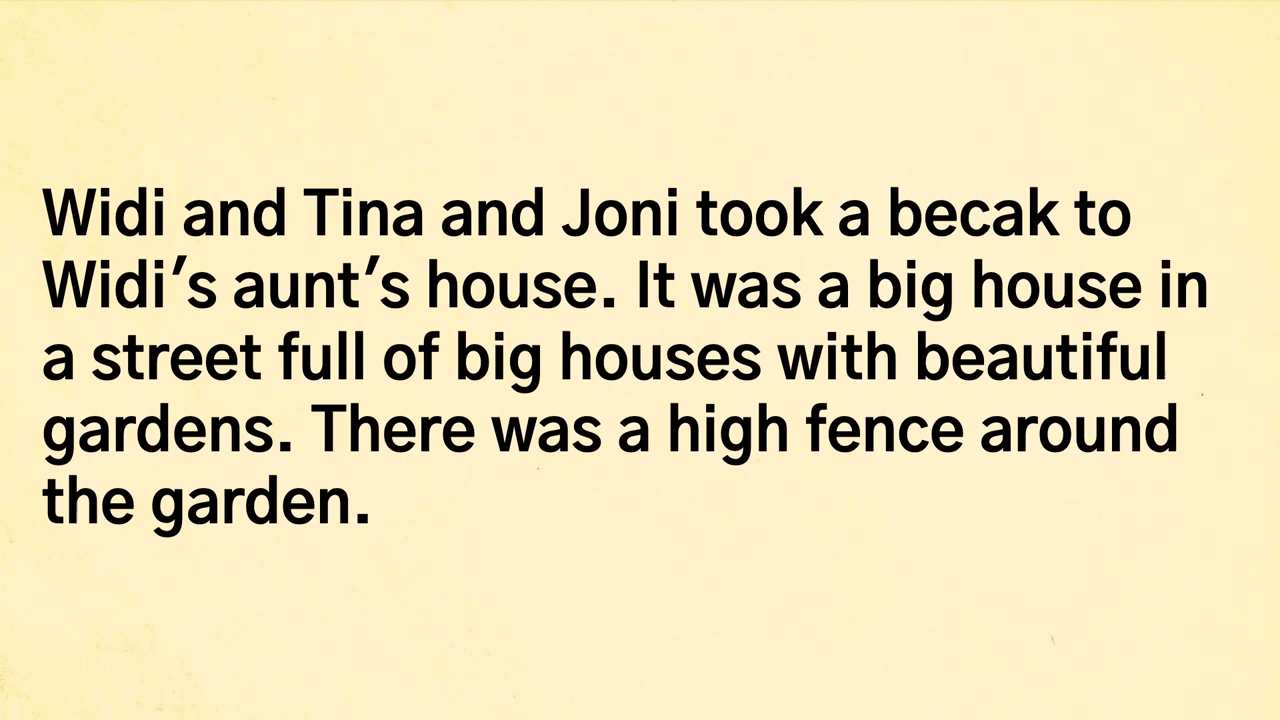 Widi and Tina and Joni took a becak to
Widi's aunt's house. It was a big house in
a street full of big houses with beautiful
gardens. There was a high fence around
the garden.